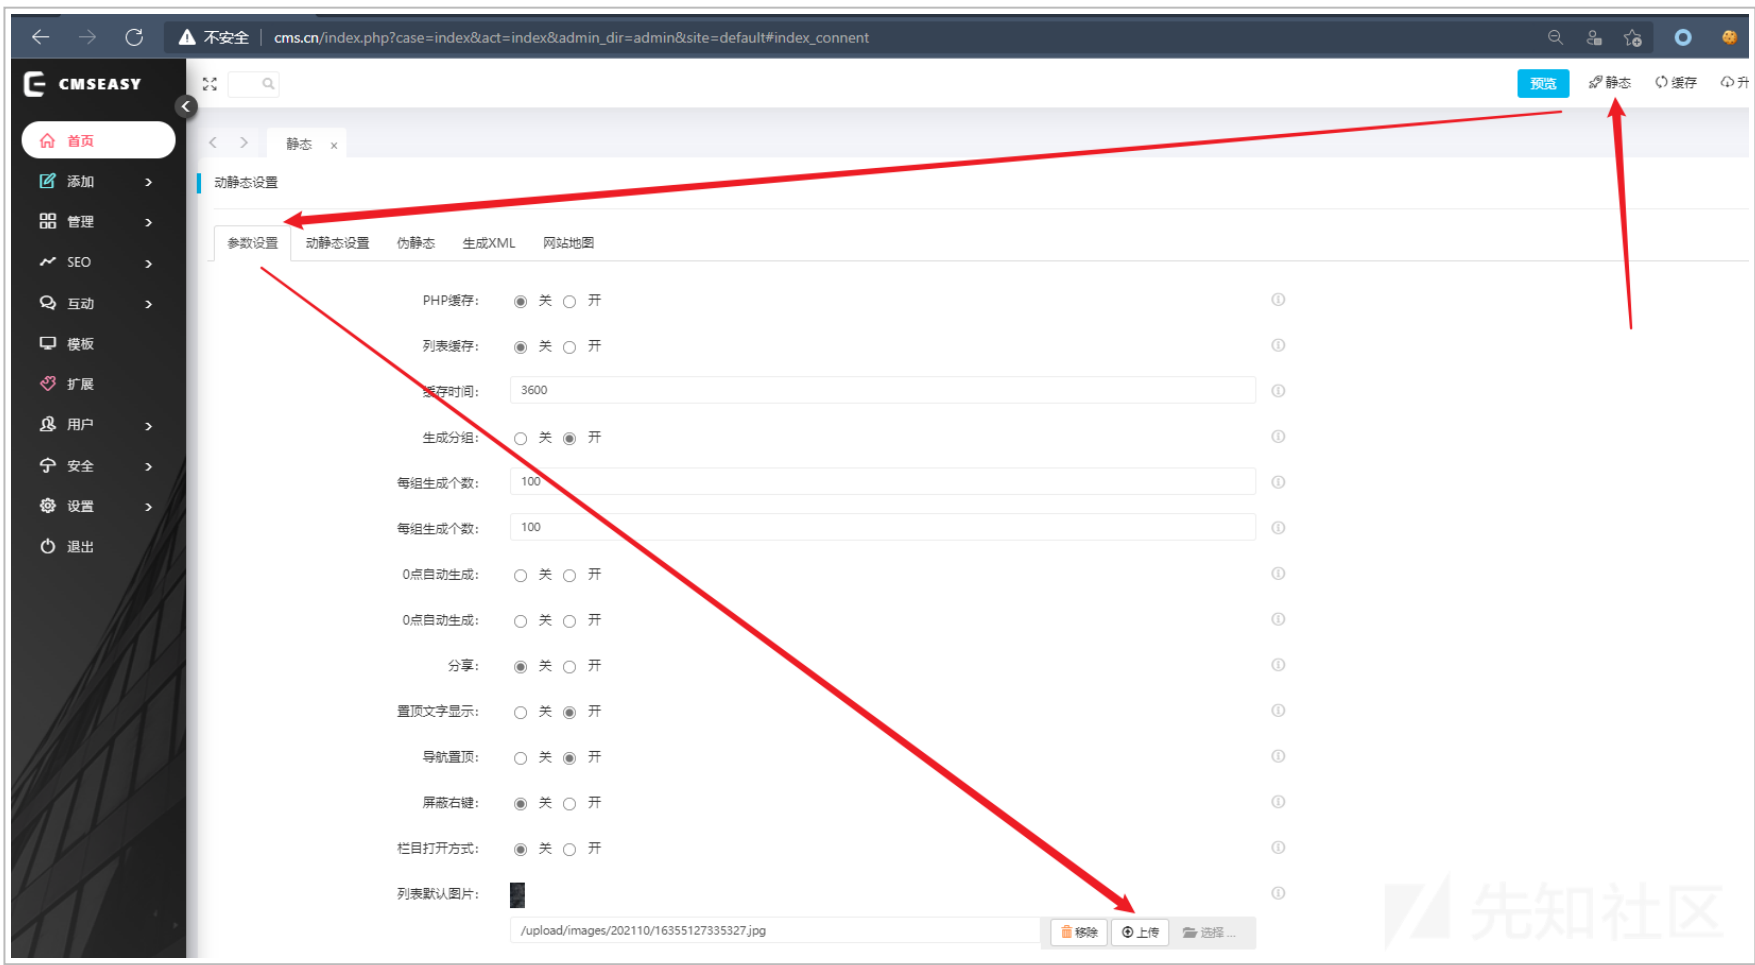 不安全 cms.cn/index.php?case=index&act=index&admin_dir=admin&site=default#index_connent
CMSEASY
预览 静态 缓存 升
首页
静态 ×
添加
动静态设置
管理
参数设置 动静态设置 伪静态 生成XML 网站地图
SEO
互动
PHP缓存: 关 开
模板
列表缓存: 关 开
扩展
缓存时间: 3600
用户
生成分组: 关 开
安全
每组生成个数: 100
设置
每组生成个数: 100
退出
0点自动生成: 关 开
0点自动生成: 关 开
分享: 关 开
置顶文字显示: 关 开
导航置顶: 关 开
屏蔽右键: 关 开
栏目打开方式: 关 开
列表默认图片:
/upload/images/202110/16355127335327.jpg 移除 上传 选择 ...
先知社区